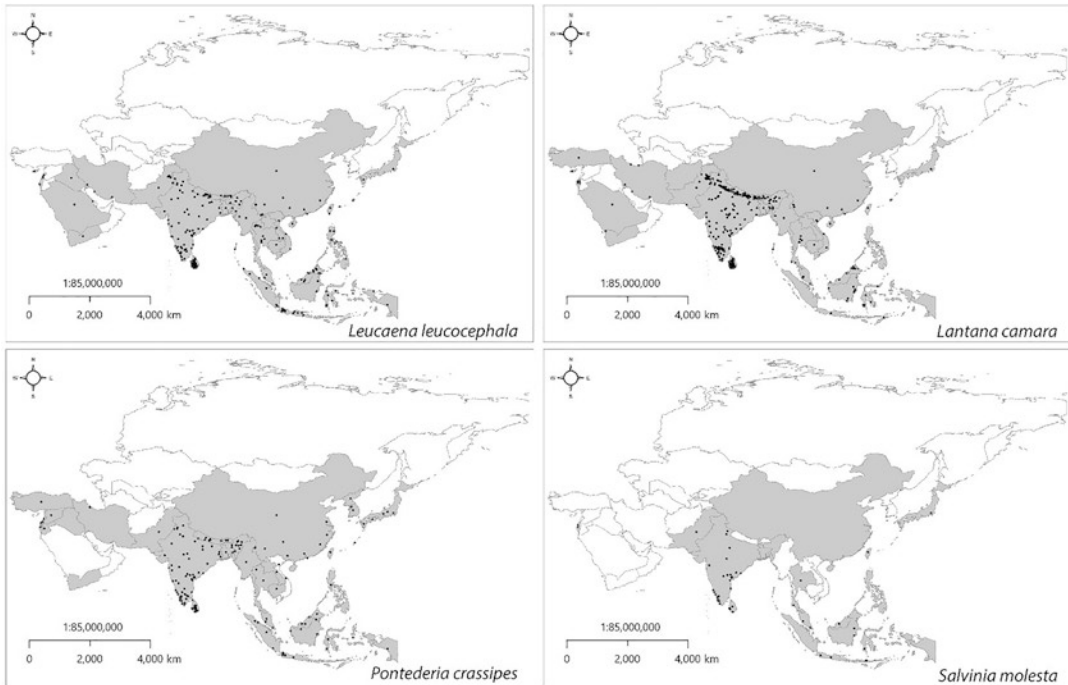 N
W E
S
1:85,000,000
0 2,000 4,000 km
Leucaena leucocephala
N
W E
S
1:85,000,000
0 2,000 4,000 km
Lantana camara
N
W E
S
1:85,000,000
0 2,000 4,000 km
Pontederia crassipes
N
W E
S
1:85,000,000
0 2,000 4,000 km
Salvinia molesta